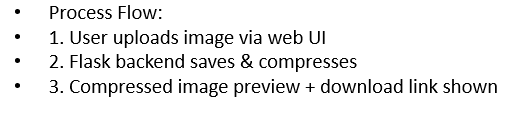 • Process Flow:
• 1. User uploads image via web UI
• 2. Flask backend saves & compresses
• 3. Compressed image preview + download link shown